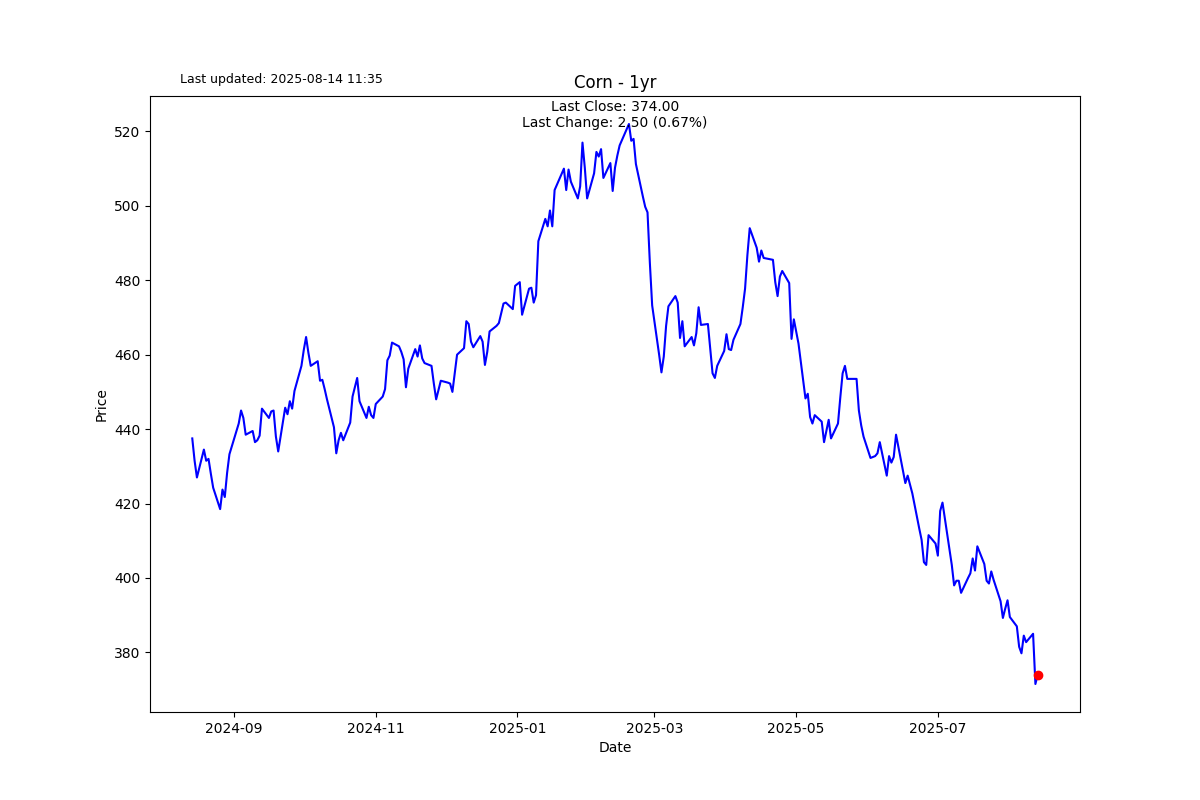 Last updated: 2025-08-14 11:35
Corn - 1yr
Last Close: 374.00
Last Change: 2.50 (0.67%)
520
500
480
460
440
420
400
380
Price
2024-09
2024-11
2025-01
2025-03
2025-05
2025-07
Date